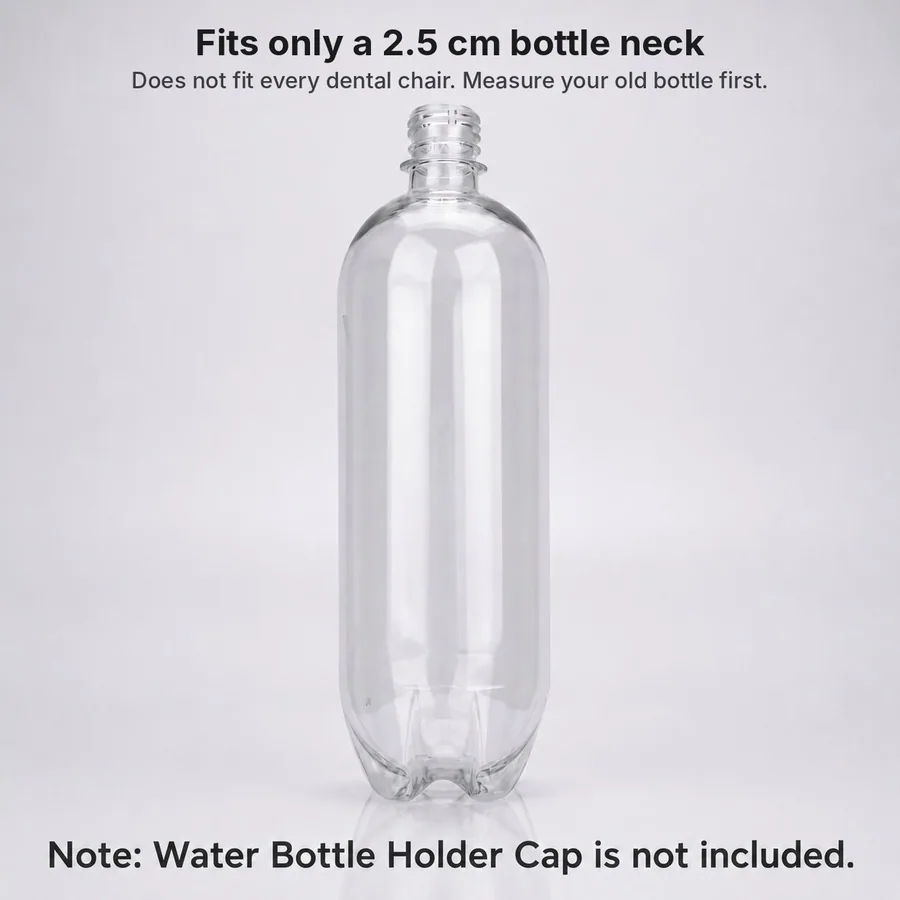 Fits only a 2.5 cm bottle neck
Does not fit every dental chair. Measure your old bottle first.
Note: Water Bottle Holder Cap is not included.